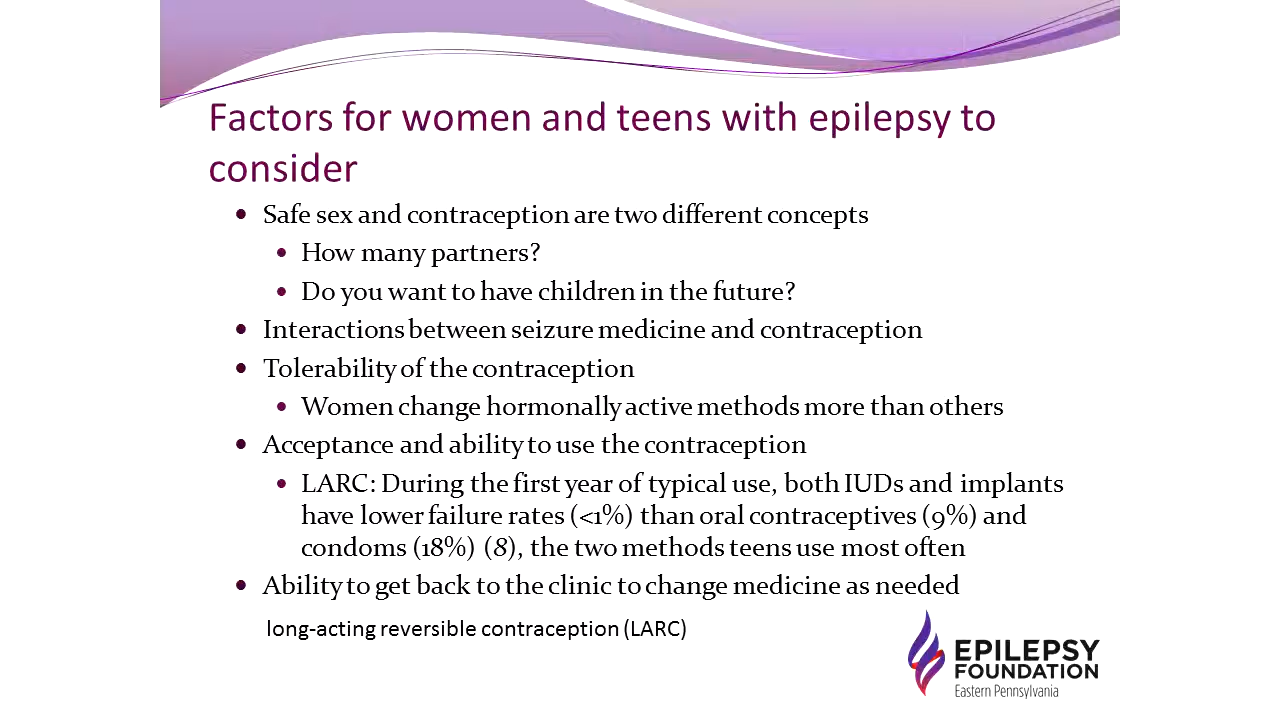 Factors for women and teens with epilepsy to
consider
• Safe sex and contraception are two different concepts
• How many partners?
• Do you want to have children in the future?
• Interactions between seizure medicine and contraception
• Tolerability of the contraception
• Women change hormonally active methods more than others
• Acceptance and ability to use the contraception
• LARC: During the first year of typical use, both IUDs and implants
have lower failure rates (<1%) than oral contraceptives (9%) and
condoms (18%) (8), the two methods teens use most often
• Ability to get back to the clinic to change medicine as needed
long-acting reversible contraception (LARC)
EPILEPSY
FOUNDATION
Eastern Pennsylvania